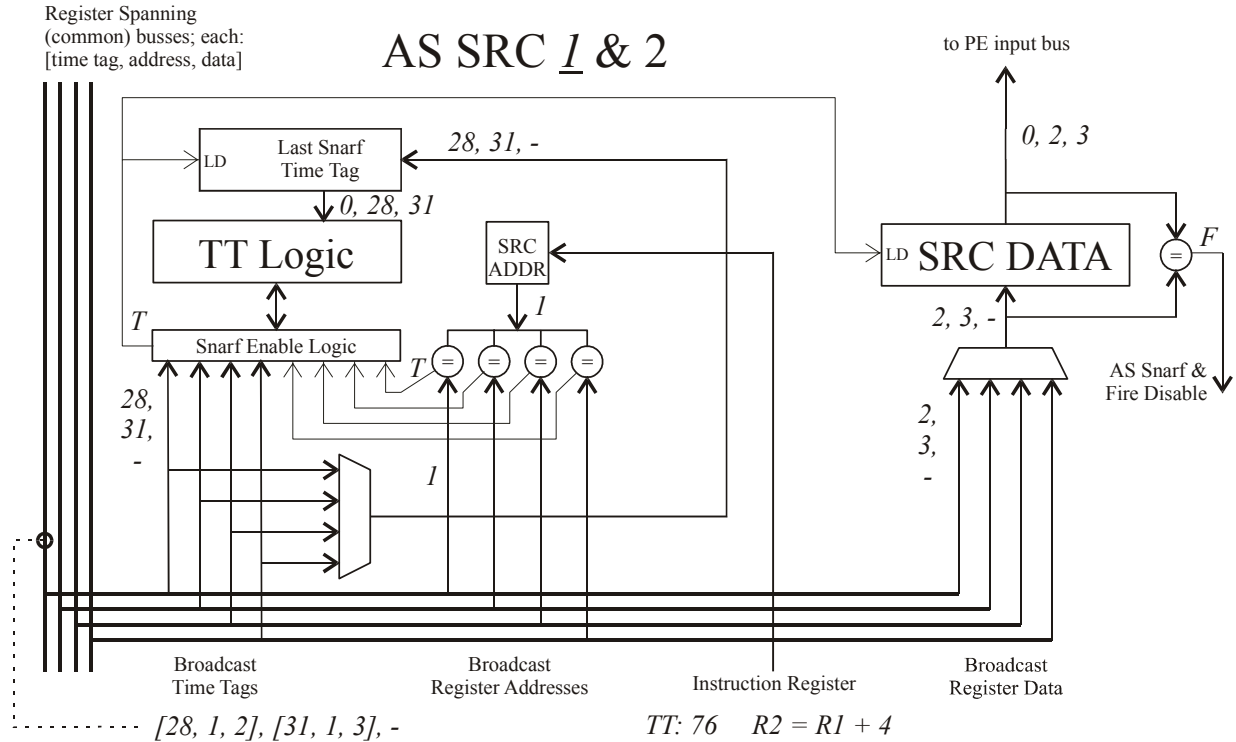 Register Spanning
(common) busses; each:
[time tag, address, data]
AS SRC 1 & 2
to PE input bus
0, 2, 3
LD
Last Snarf
Time Tag
28, 31, -
0, 28, 31
TT Logic
SRC
ADDR
LD
SRC DATA
=
F
T
1
2, 3, -
Snarf Enable Logic
T
=
=
=
=
AS Snarf &
Fire Disable
28,
31,
-
2,
3,
-
1
Broadcast
Time Tags
Broadcast
Register Addresses
Instruction Register
Broadcast
Register Data
[28, 1, 2], [31, 1, 3], -
TT: 76 R2 = R1 + 4